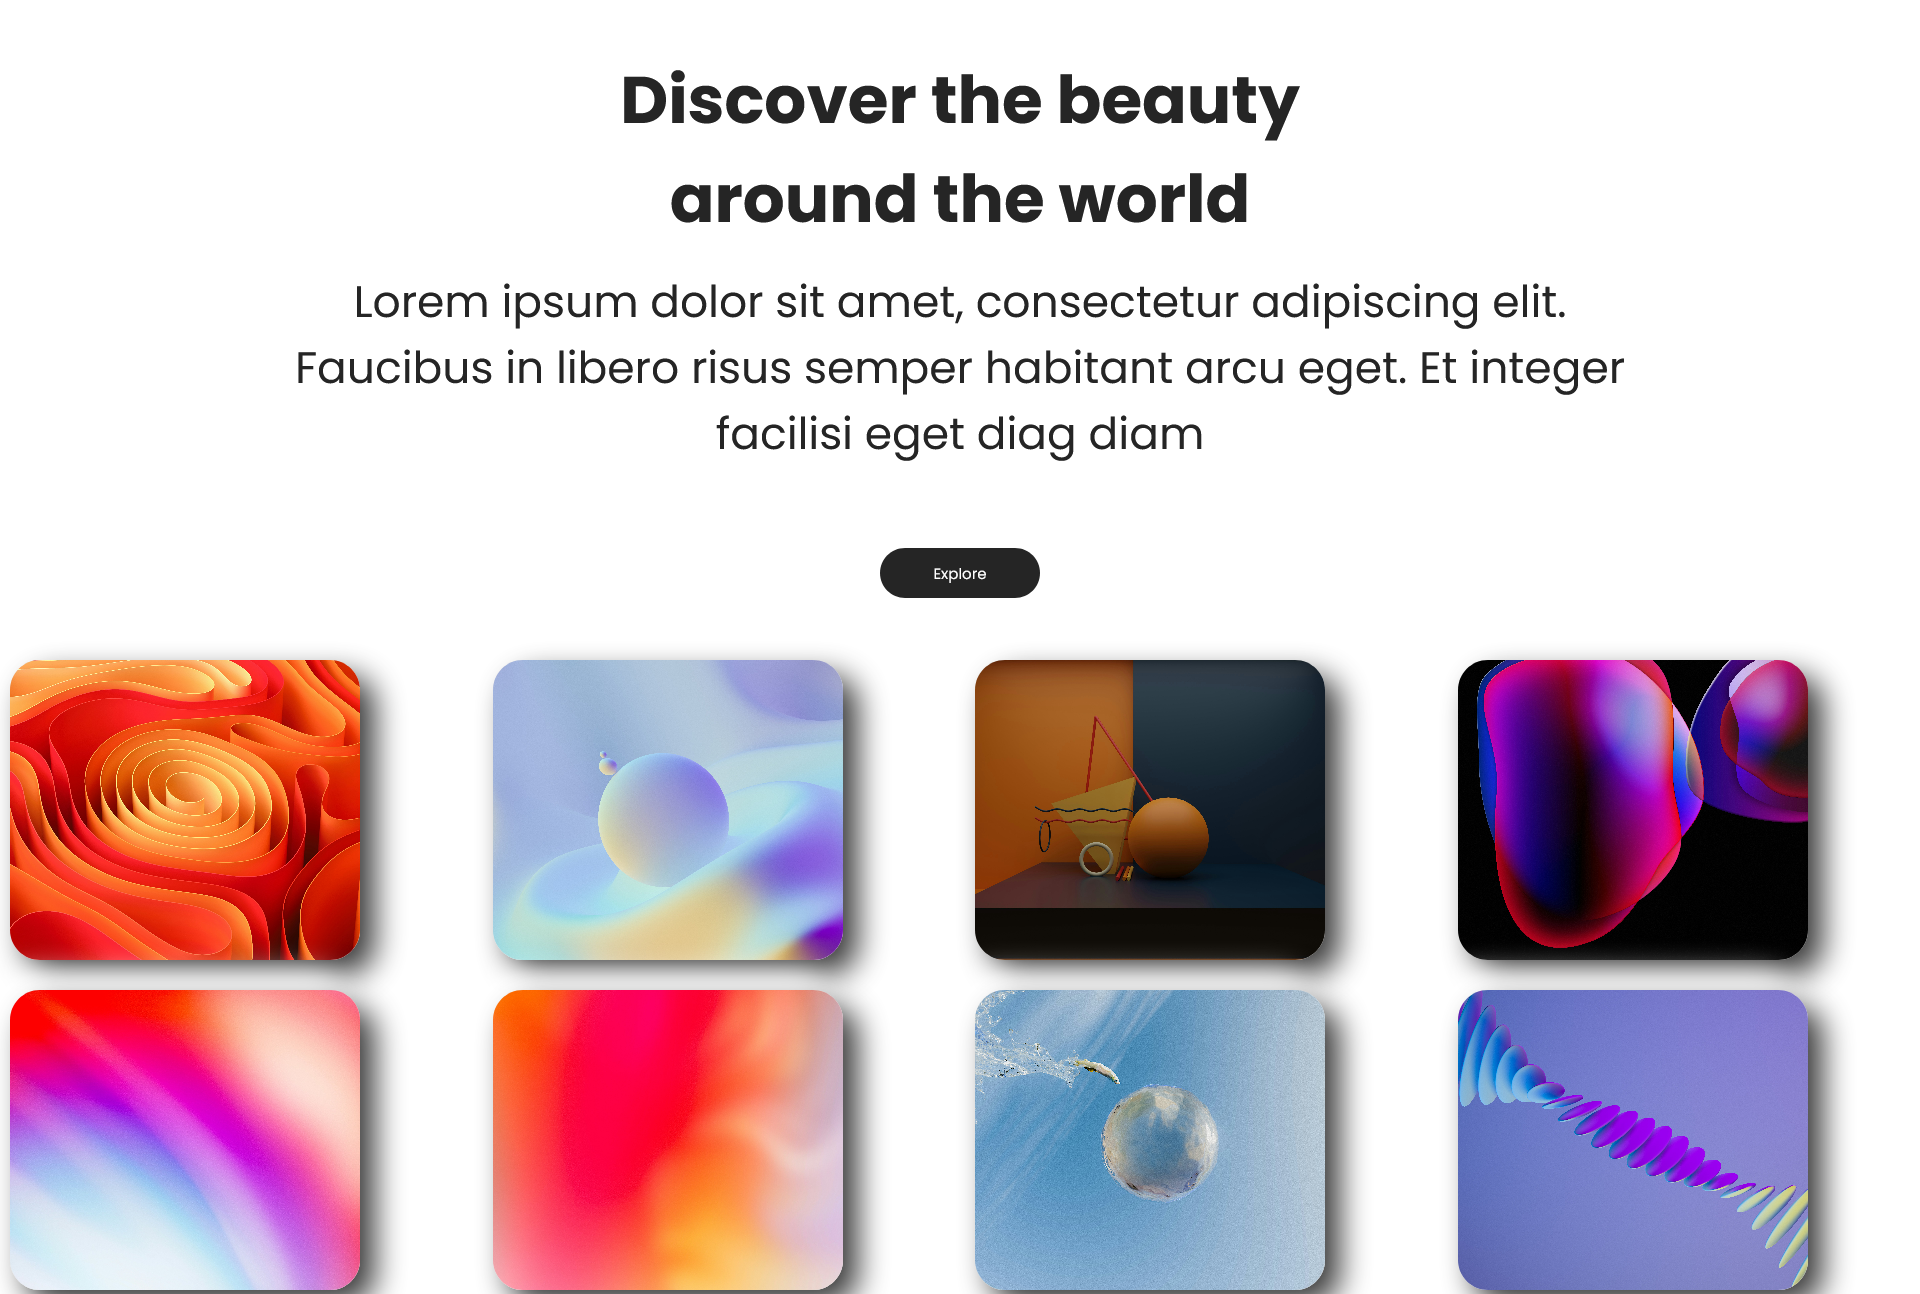 Discover the beauty
around the world
Lorem ipsum dolor sit amet, consectetur adipiscing elit.
Faucibus in libero risus semper habitant arcu eget. Et integer
facilisi eget diag diam
Explore